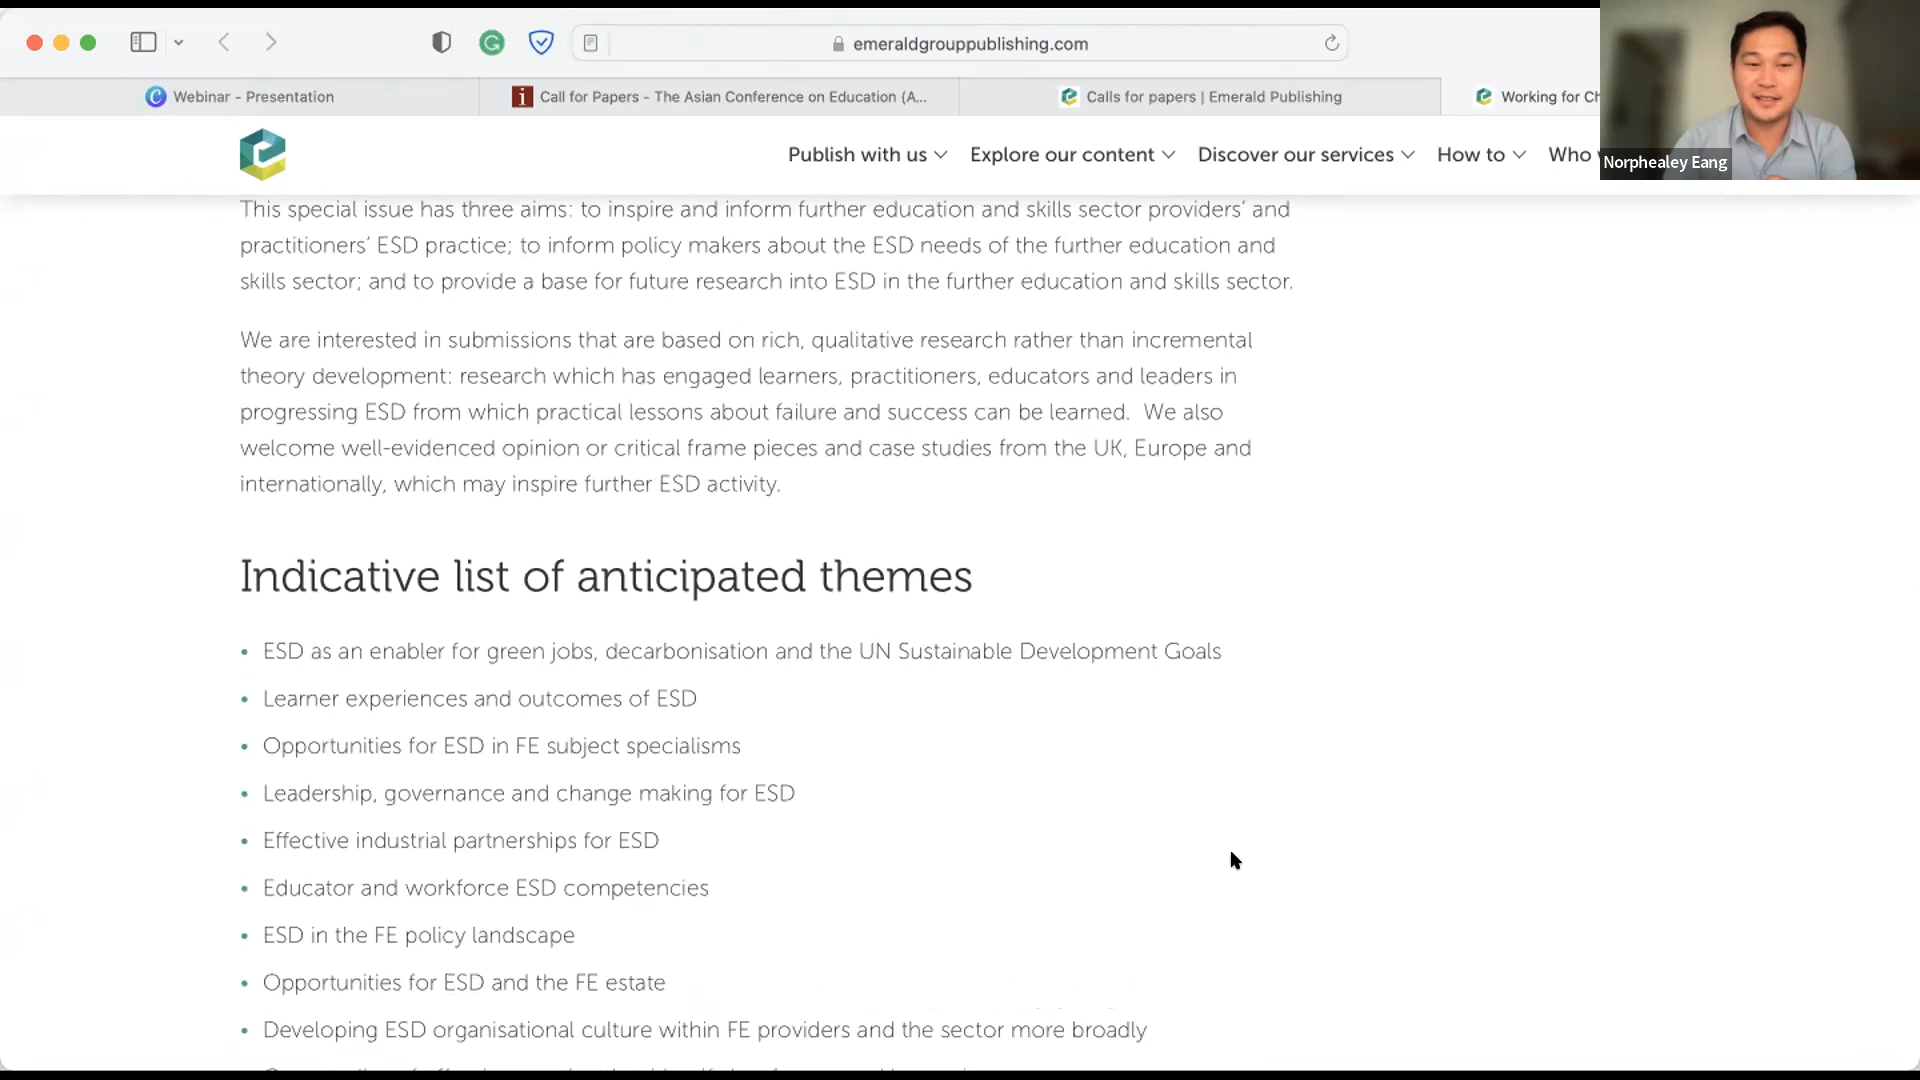 emeraldgrouppublishing.com
Webinar - Presentation
Call for Papers - The Asian Conference on Education (A...
Calls for papers | Emerald Publishing
Working for Ch
Norphealey Eang
Publish with us
Explore our content
Discover our services
How to
Who
This special issue has three aims: to inspire and inform further education and skills sector providers’ and
practitioners’ ESD practice; to inform policy makers about the ESD needs of the further education and
skills sector; and to provide a base for future research into ESD in the further education and skills sector.
We are interested in submissions that are based on rich, qualitative research rather than incremental
theory development: research which has engaged learners, practitioners, educators and leaders in
progressing ESD from which practical lessons about failure and success can be learned.  We also
welcome well-evidenced opinion or critical frame pieces and case studies from the UK, Europe and
internationally, which may inspire further ESD activity.
Indicative list of anticipated themes
• ESD as an enabler for green jobs, decarbonisation and the UN Sustainable Development Goals
• Learner experiences and outcomes of ESD
• Opportunities for ESD in FE subject specialisms
• Leadership, governance and change making for ESD
• Effective industrial partnerships for ESD
• Educator and workforce ESD competencies
• ESD in the FE policy landscape
• Opportunities for ESD and the FE estate
• Developing ESD organisational culture within FE providers and the sector more broadly